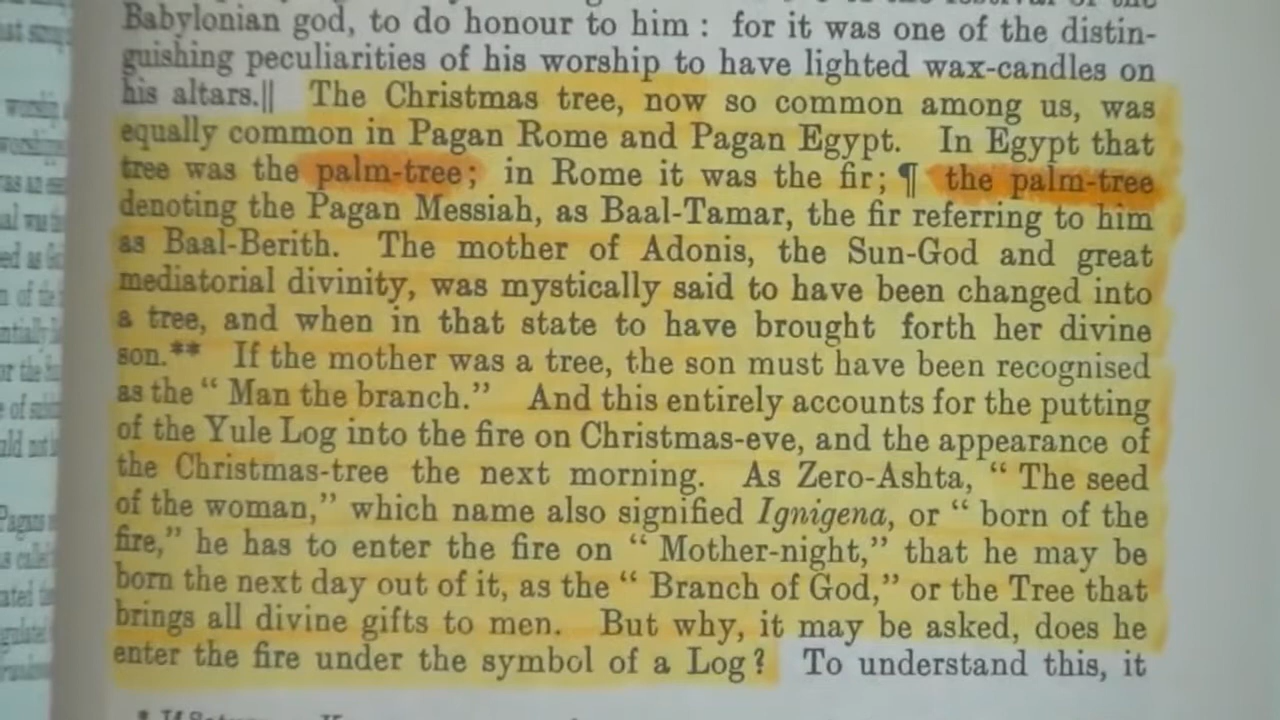 Babylonian god, to do honour to him : for it was one of the distin-
guishing peculiarities of his worship to have lighted wax-candles on
his altars.|| The Christmas tree, now so common among us, was
equally common in Pagan Rome and Pagan Egypt. In Egypt that
tree was the palm-tree; in Rome it was the fir; ¶ the palm-tree
denoting the Pagan Messiah, as Baal-Tamar, the fir referring to him
as Baal-Berith. The mother of Adonis, the Sun-God and great
mediatorial divinity, was mystically said to have been changed into
a tree, and when in that state to have brought forth her divine
son.** If the mother was a tree, the son must have been recognised
as the “ Man the branch.” And this entirely accounts for the putting
of the Yule Log into the fire on Christmas-eve, and the appearance of
the Christmas-tree the next morning. As Zero-Ashta, “ The seed
of the woman,” which name also signified Ignigena, or “ born of the
fire,” he has to enter the fire on “ Mother-night,” that he may be
born the next day out of it, as the “ Branch of God,” or the Tree that
brings all divine gifts to men. But why, it may be asked, does he
enter the fire under the symbol of a Log? To understand this, it